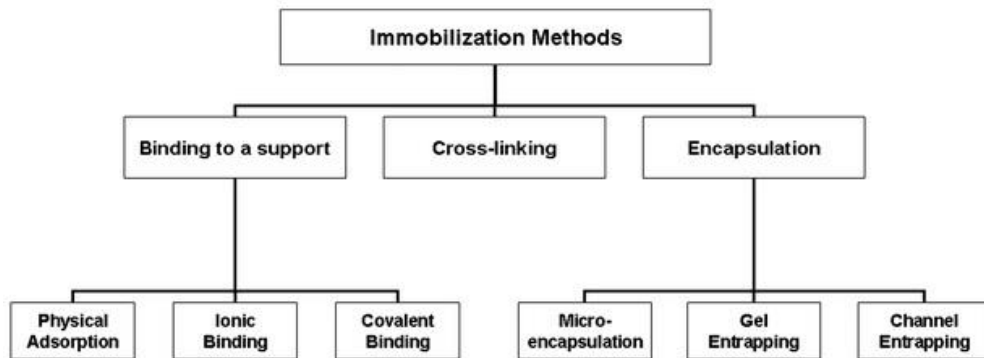 Immobilization Methods
Binding to a support
Cross-linking
Encapsulation
Physical
Adsorption
Ionic
Binding
Covalent
Binding
Micro-
encapsulation
Gel
Entrapping
Channel
Entrapping